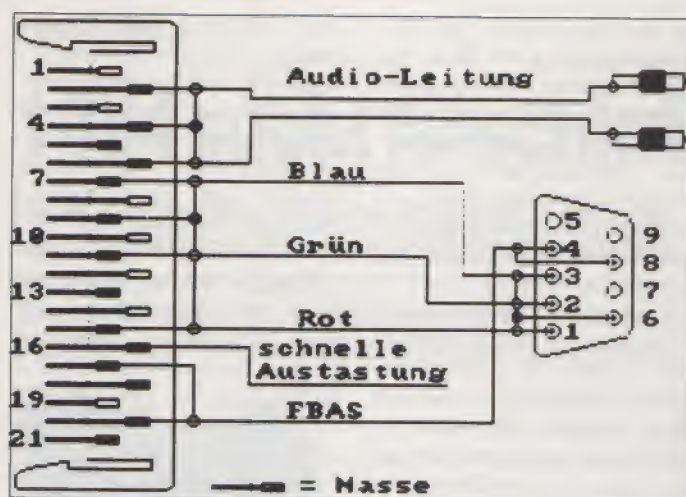 1
4
7
10
13
16
19
21
Audio-Leitung
Blau
Grün
Rot
schnelle
Austastung
FBAS
5
4
3
2
1
9
8
7
6
= Masse